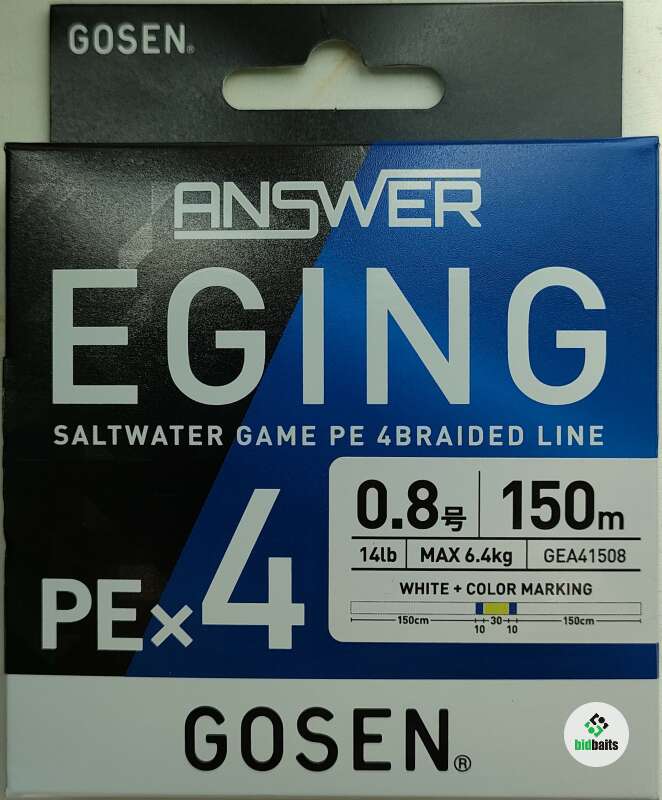 GOSEN®
ANSWER
EGING
SALTWATER GAME PE 4BRAIDED LINE
0.8号 150m
14lb MAX 6.4kg GEA41508
WHITE + COLOR MARKING
150cm 30 150cm
10 10
PE×4
GOSEN®
bidbaits